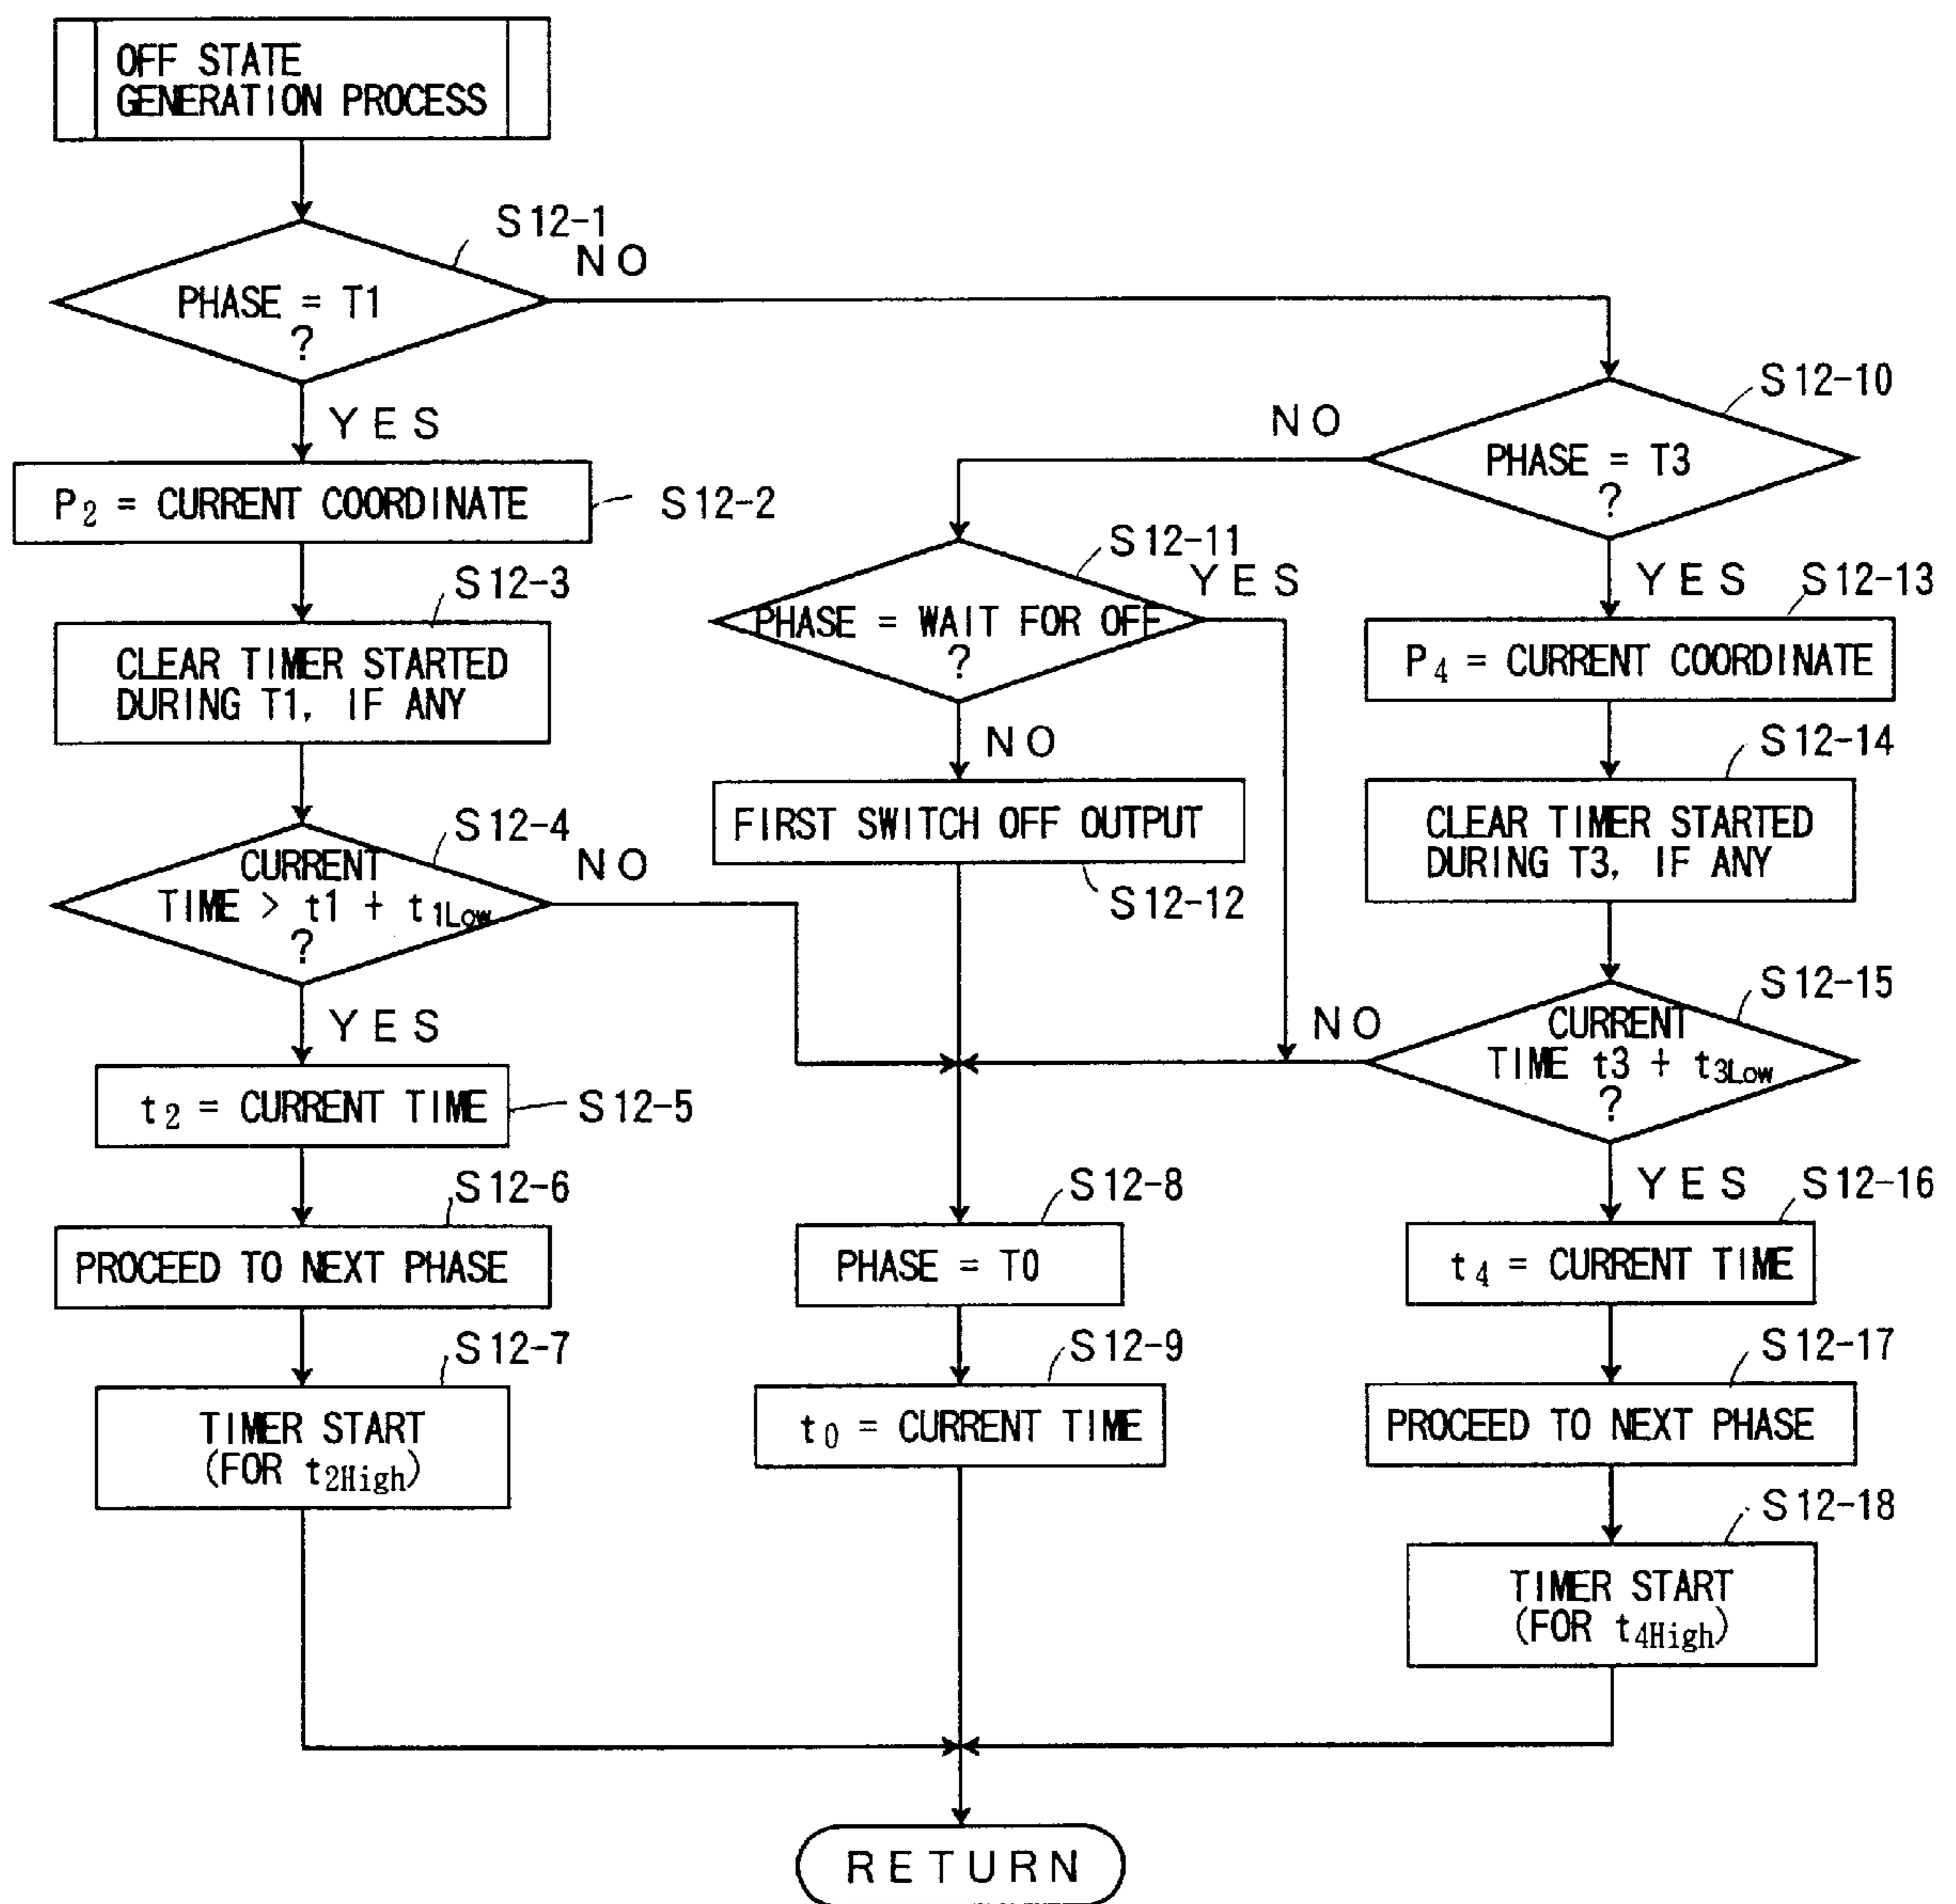 OFF STATE
GENERATION PROCESS
S12-1
NO
PHASE = T1
?
YES
P2 = CURRENT COORDINATE
S12-2
S12-3
CLEAR TIMER STARTED
DURING T1, IF ANY
S12-4
CURRENT
TIME > t1 + t1Low
?
NO
YES
t2 = CURRENT TIME
S12-5
S12-6
PROCEED TO NEXT PHASE
S12-7
TIMER START
(FOR t2High)
S12-10
NO
PHASE = T3
?
S12-11
YES
PHASE = WAIT FOR OFF
?
NO
FIRST SWITCH OFF OUTPUT
S12-12
S12-8
PHASE = T0
S12-9
t0 = CURRENT TIME
YES
S12-13
P4 = CURRENT COORDINATE
S12-14
CLEAR TIMER STARTED
DURING T3, IF ANY
S12-15
NO
CURRENT
TIME t3 + t3Low
?
YES
S12-16
t4 = CURRENT TIME
S12-17
PROCEED TO NEXT PHASE
S12-18
TIMER START
(FOR t4High)
RETURN